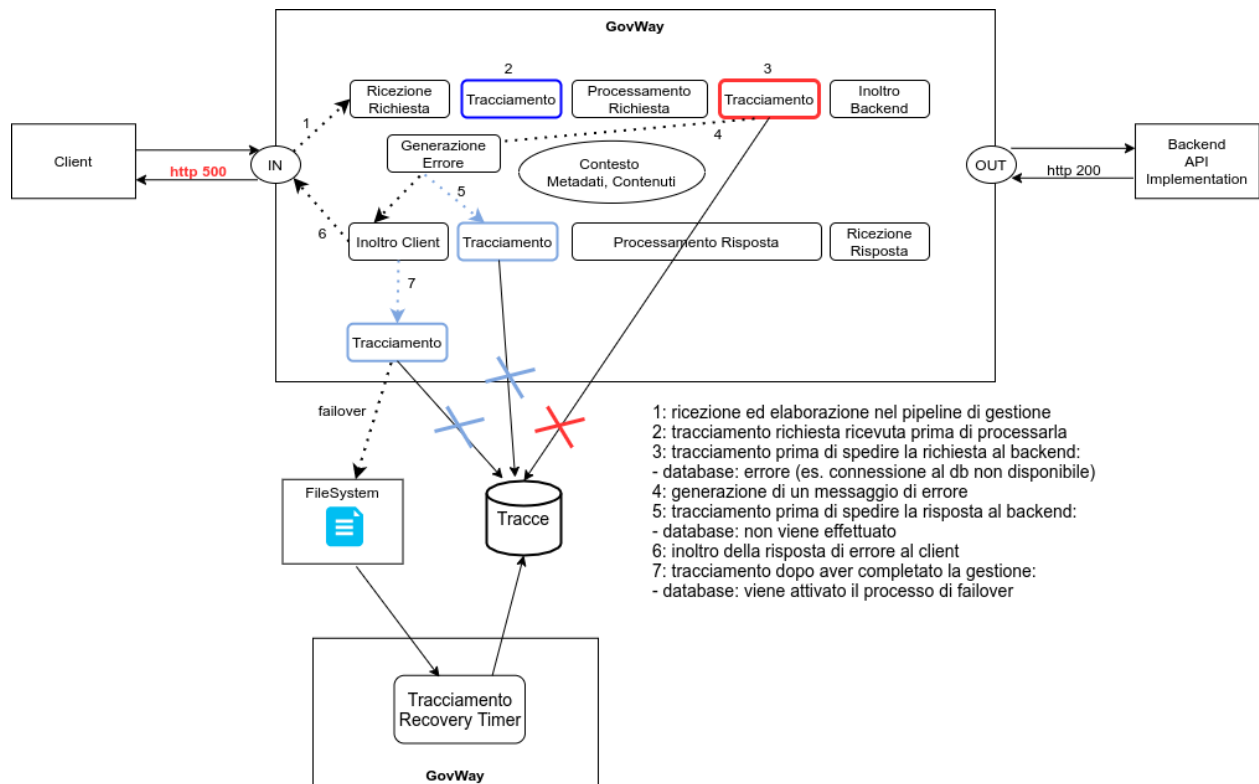 GovWay
2
3
Ricezione
Richiesta
Tracciamento
Processamento
Richiesta
Tracciamento
Inoltro
Backend
1
4
Client
http 500
IN
Generazione
Errore
Contesto
Metadati, Contenuti
OUT
http 200
Backend
API
Implementation
5
6
Inoltro Client
Tracciamento
Processamento Risposta
Ricezione
Risposta
7
Tracciamento
failover
1: ricezione ed elaborazione nel pipeline di gestione
2: tracciamento richiesta ricevuta prima di processarla
3: tracciamento prima di spedire la richiesta al backend:
- database: errore (es. connessione al db non disponibile)
4: generazione di un messaggio di errore
5: tracciamento prima di spedire la risposta al backend:
- database: non viene effettuato
6: inoltro della risposta di errore al client
7: tracciamento dopo aver completato la gestione:
- database: viene attivato il processo di failover
FileSystem
Tracce
Tracciamento
Recovery Timer
GovWay